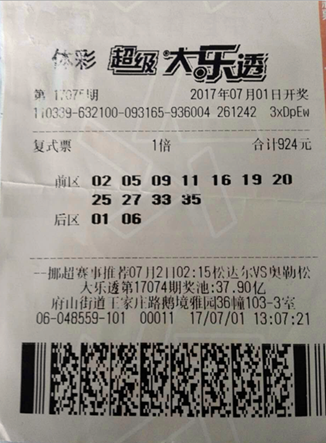 体彩 超级大乐透
第17075期 2017年07月01日开奖
110339-632100-093165-936004 261242 3xDpEw
复式票 1倍 合计924元
前区 02 05 09 11 16 19 20
25 27 33 35
后区 01 06
—挪超赛事推荐07月2日02:15松达尔VS奥勒松
大乐透第17074期奖池:37.90亿
府山街道王家庄路鹅境雅园36幢103-3室
06-048559-101 00011 17/07/01 13:07:21